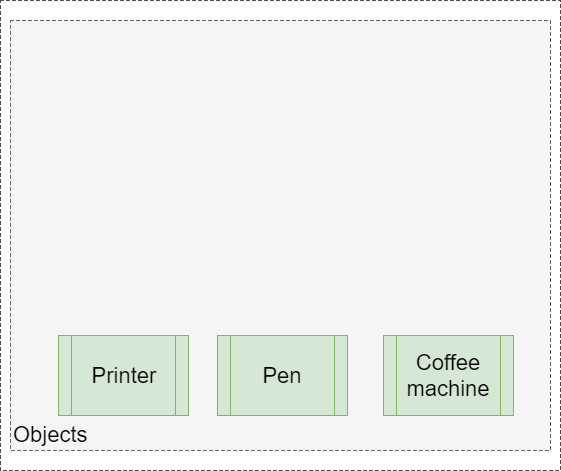 Printer
Pen
Coffee
machine
Objects